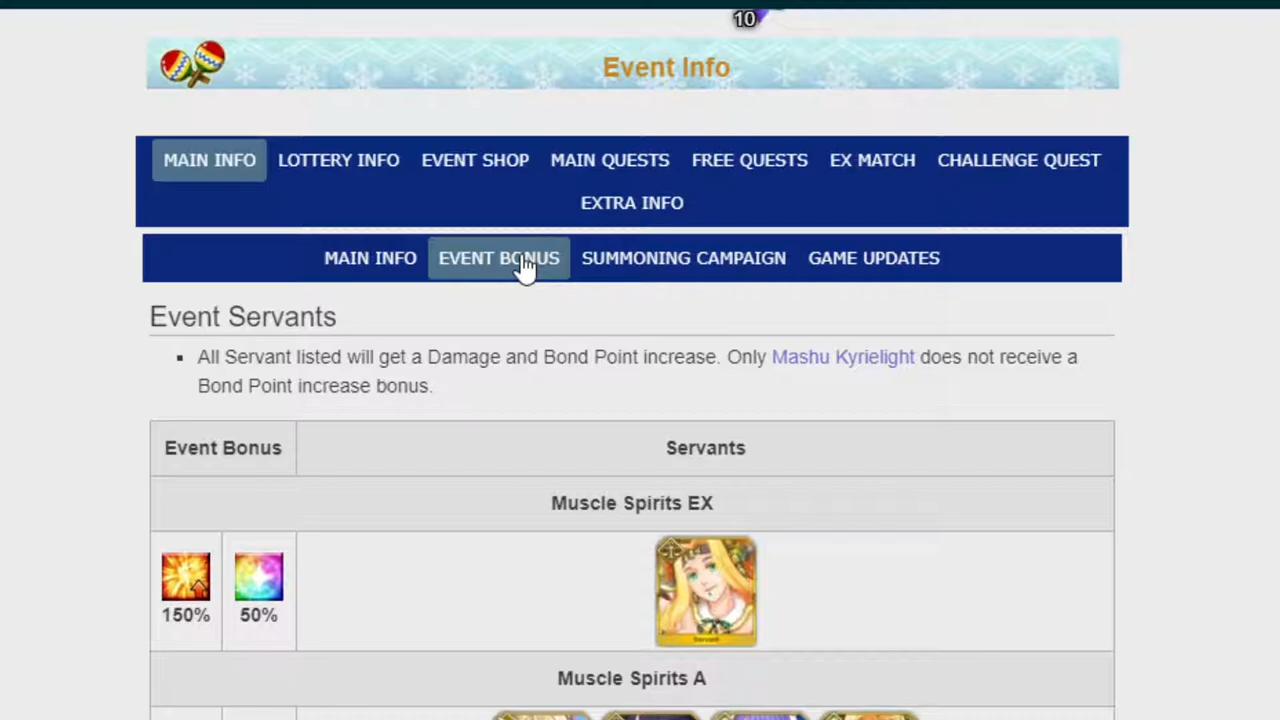 10
Event Info
MAIN INFO LOTTERY INFO EVENT SHOP MAIN QUESTS FREE QUESTS EX MATCH CHALLENGE QUEST
EXTRA INFO
MAIN INFO EVENT BONUS SUMMONING CAMPAIGN GAME UPDATES
Event Servants
All Servant listed will get a Damage and Bond Point increase. Only Mashu Kyrielight does not receive a
Bond Point increase bonus.
Event Bonus Servants
Muscle Spirits EX
150% 50%
Servant
Muscle Spirits A